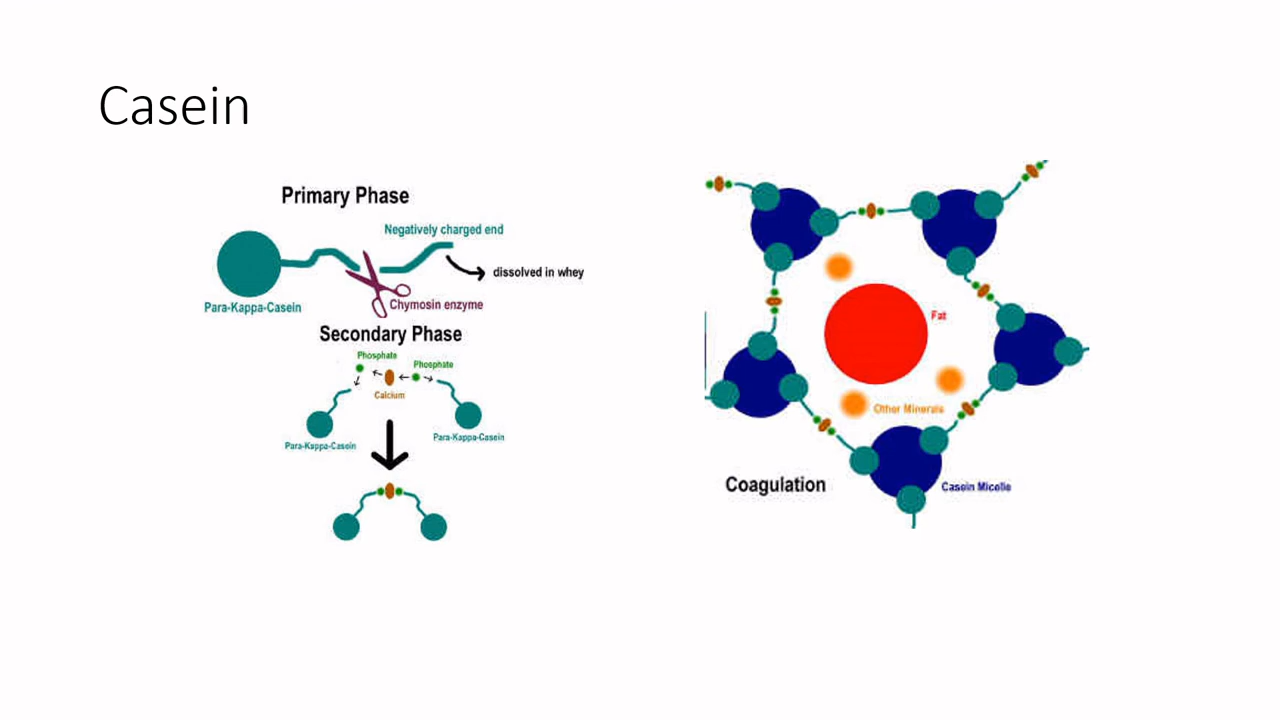 Casein
Primary Phase
Negatively charged end
dissolved in whey
Para-Kappa-Casein
Chymosin enzyme
Secondary Phase
Phosphate
Phosphate
Calcium
Para-Kappa-Casein
Para-Kappa-Casein
Fat
Other Minerals
Coagulation
Casein Micelle